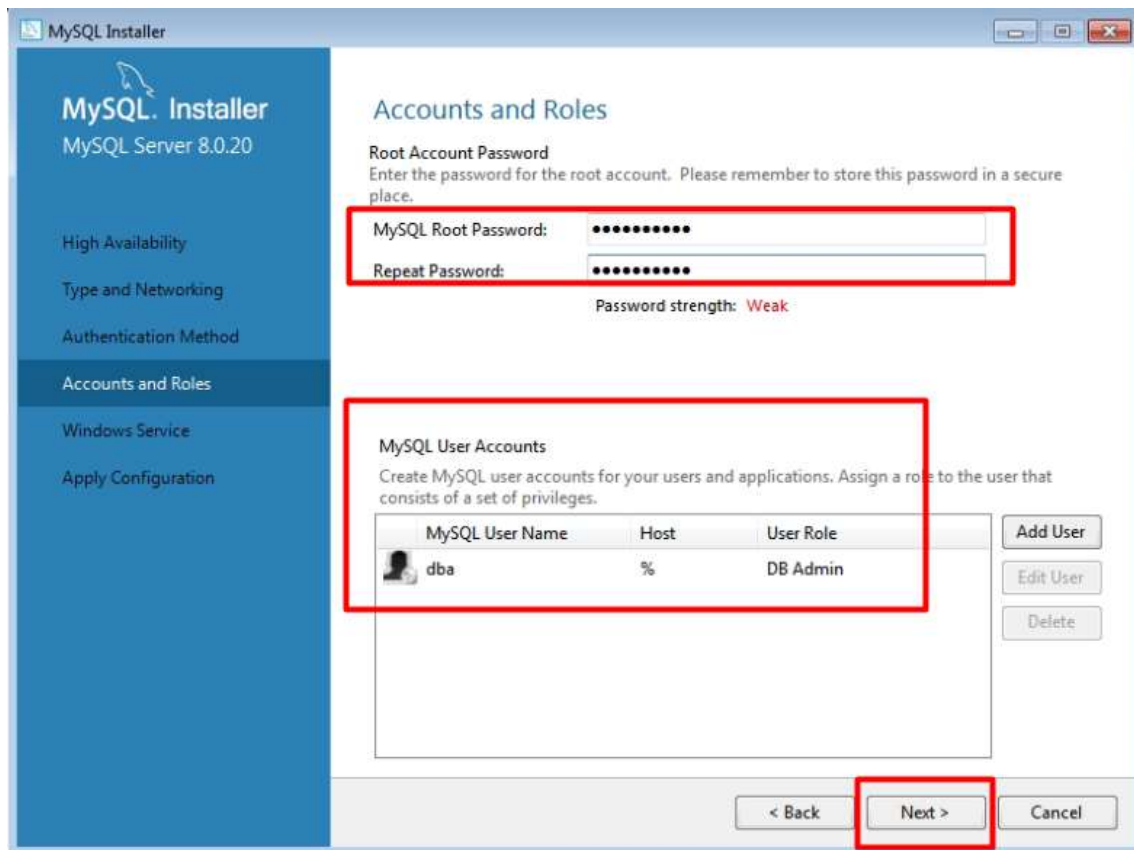 MySQL Installer
MySQL. Installer
MySQL Server 8.0.20
High Availability
Type and Networking
Authentication Method
Accounts and Roles
Windows Service
Apply Configuration
Accounts and Roles
Root Account Password
Enter the password for the root account. Please remember to store this password in a secure
place.
MySQL Root Password: ●●●●●●●●●●
Repeat Password: ●●●●●●●●●●
Password strength: Weak
MySQL User Accounts
Create MySQL user accounts for your users and applications. Assign a role to the user that
consists of a set of privileges.
MySQL User Name Host User Role
dba % DB Admin
Add User
Edit User
Delete
< Back Next > Cancel